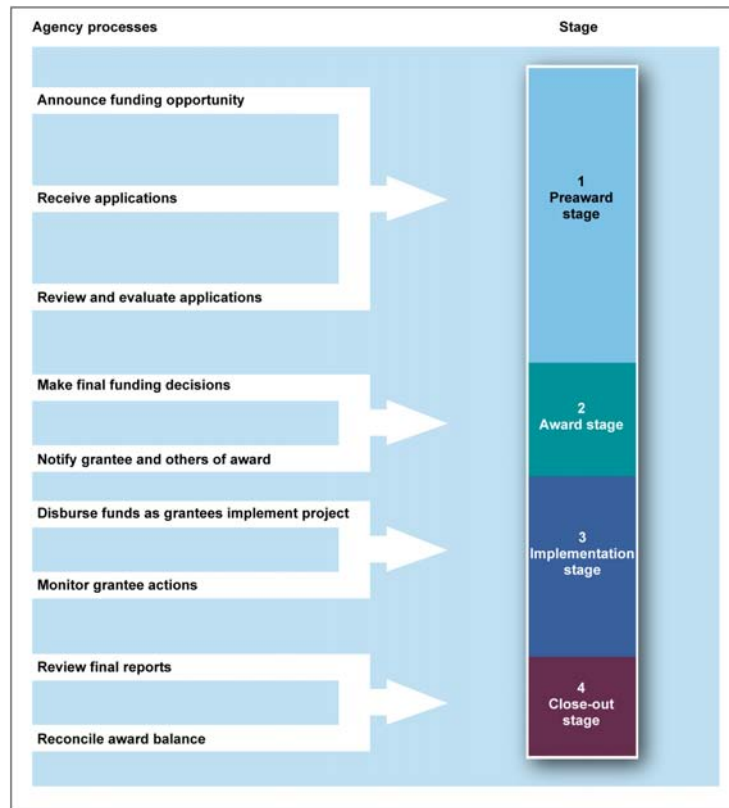 Agency processes
Stage
Announce funding opportunity
Receive applications
Review and evaluate applications
1
Preaward
stage
Make final funding decisions
Notify grantee and others of award
2
Award stage
Disburse funds as grantees implement project
Monitor grantee actions
3
Implementation
stage
Review final reports
Reconcile award balance
4
Close-out
stage